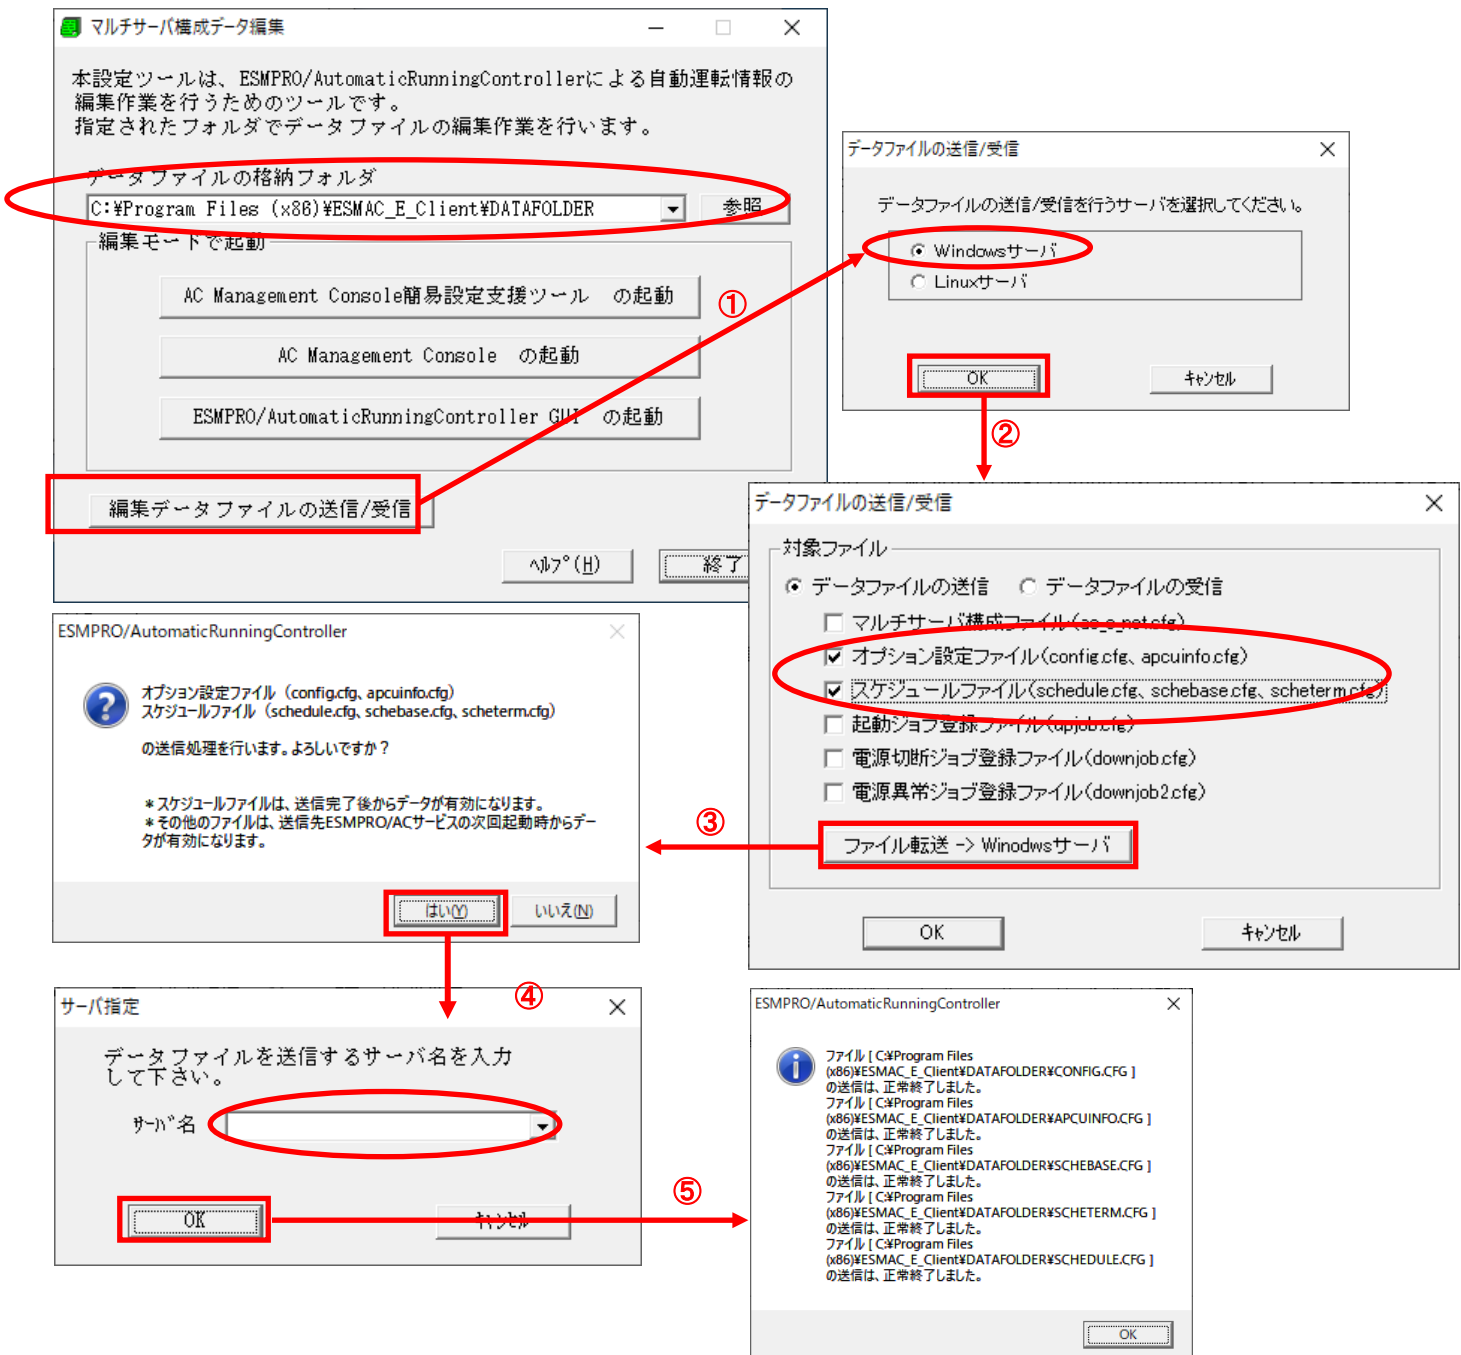 マルチサーバ構成データ編集
本設定ツールは、ESMPRO/AutomaticRunningControllerによる自動運転情報の
編集作業を行うためのツールです。
指定されたフォルダでデータファイルの編集作業を行います。
データファイルの格納フォルダ
C:¥Program Files (x86)¥ESMAC_E_Client¥DATAFOLDER
参照
編集モードで起動
AC Management Console簡易設定支援ツール の起動
AC Management Console の起動
ESMPRO/AutomaticRunningController GUI の起動
編集データファイルの送信/受信
ﾍﾙﾌﾟ(H)
終了
①
データファイルの送信/受信
データファイルの送信/受信を行うサーバを選択してください。
Windowsサーバ
Linuxサーバ
OK
キャンセル
②
データファイルの送信/受信
対象ファイル
データファイルの送信
データファイルの受信
マルチサーバ構成ファイル(ac_e_net.cfg)
オプション設定ファイル(config.cfg、apcuinfo.cfg)
スケジュールファイル(schedule.cfg、schebase.cfg、scheterm.cfg)
起動ジョブ登録ファイル(upjob.cfg)
電源切断ジョブ登録ファイル(downjob.cfg)
電源異常ジョブ登録ファイル(downjob2.cfg)
ファイル転送 -> Winodwsサーバ
OK
キャンセル
③
ESMPRO/AutomaticRunningController
オプション設定ファイル（config.cfg, apcuinfo.cfg)
スケジュールファイル（schedule.cfg, schebase.cfg, scheterm.cfg)
の送信処理を行います。よろしいですか？
＊スケジュールファイルは、送信完了後からデータが有効になります。
＊その他のファイルは、送信先ESMPRO/ACサービスの次回起動時からデー
タが有効になります。
はい(Y)
いいえ(N)
④
サーバ指定
データファイルを送信するサーバ名を入力
して下さい。
ｻｰﾊﾞ名
OK
ｷｬﾝｾﾙ
⑤
ESMPRO/AutomaticRunningController
ファイル [ C:¥Program Files
(x86)¥ESMAC_E_Client¥DATAFOLDER¥CONFIG.CFG ]
の送信は、正常終了しました。
ファイル [ C:¥Program Files
(x86)¥ESMAC_E_Client¥DATAFOLDER¥APCUINFO.CFG ]
の送信は、正常終了しました。
ファイル [ C:¥Program Files
(x86)¥ESMAC_E_Client¥DATAFOLDER¥SCHEBASE.CFG ]
の送信は、正常終了しました。
ファイル [ C:¥Program Files
(x86)¥ESMAC_E_Client¥DATAFOLDER¥SCHETERM.CFG ]
の送信は、正常終了しました。
ファイル [ C:¥Program Files
(x86)¥ESMAC_E_Client¥DATAFOLDER¥SCHEDULE.CFG ]
の送信は、正常終了しました。
OK